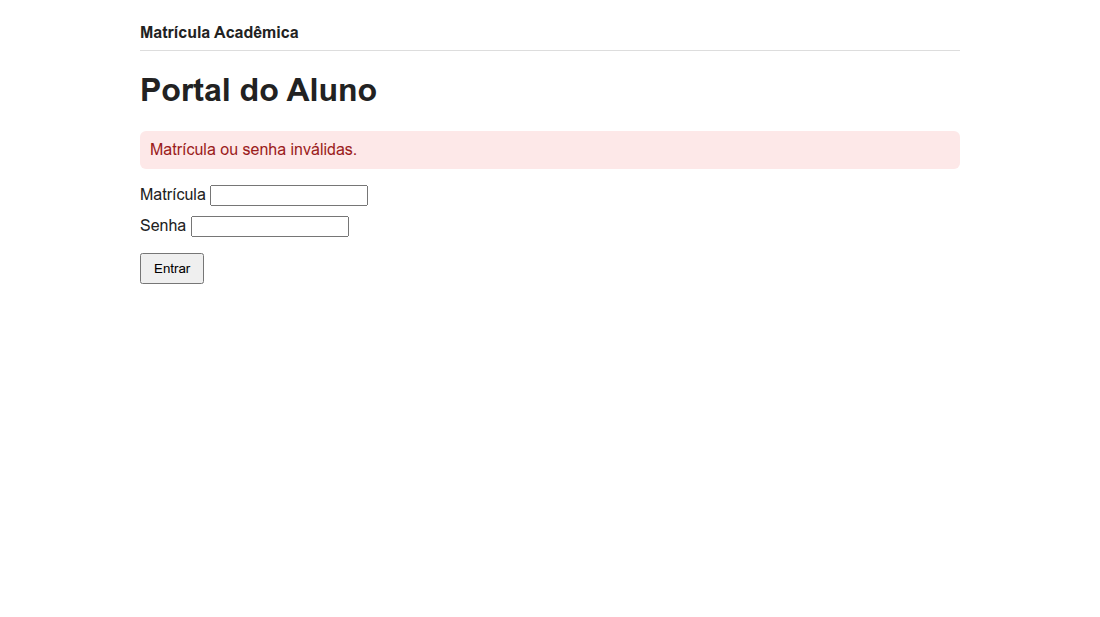 Matrícula Acadêmica
Portal do Aluno
Matrícula ou senha inválidas.
Matrícula
Senha
Entrar